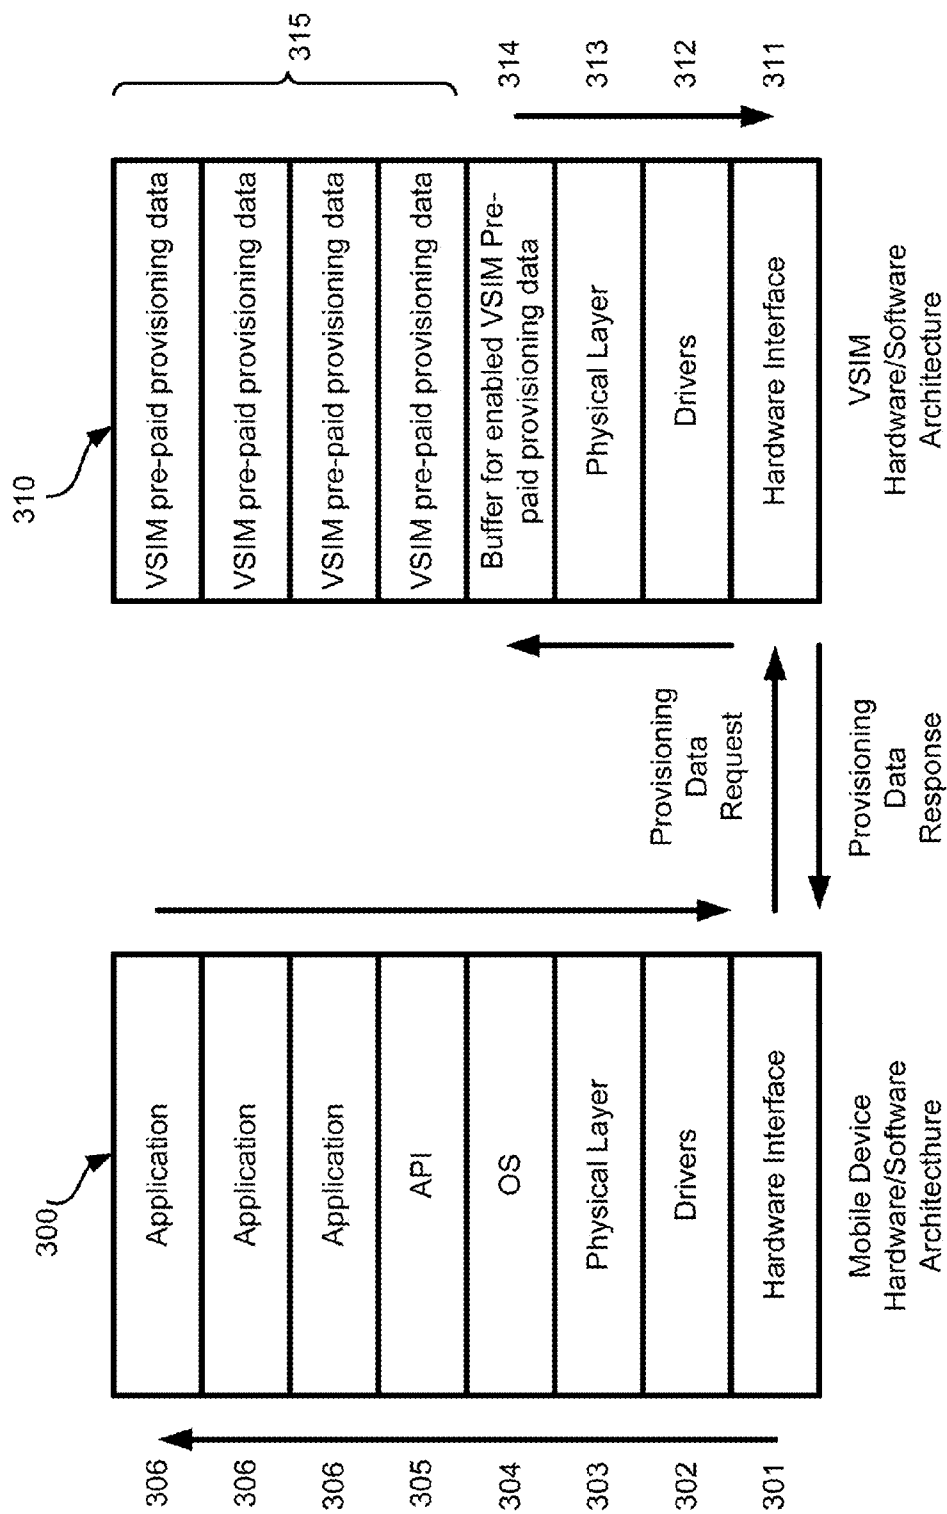 300
306
Application
306
Application
306
Application
305
API
304
OS
303
Physical Layer
302
Drivers
301
Hardware Interface
Mobile Device
Hardware/Software
Architecthure
Provisioning
Data
Request
Provisioning
Data
Response
310
VSIM pre-paid provisioning data
VSIM pre-paid provisioning data
VSIM pre-paid provisioning data
VSIM pre-paid provisioning data
315
Buffer for enabled VSIM Pre-
paid provisioning data
314
Physical Layer
313
Drivers
312
Hardware Interface
311
VSIM
Hardware/Software
Architecture